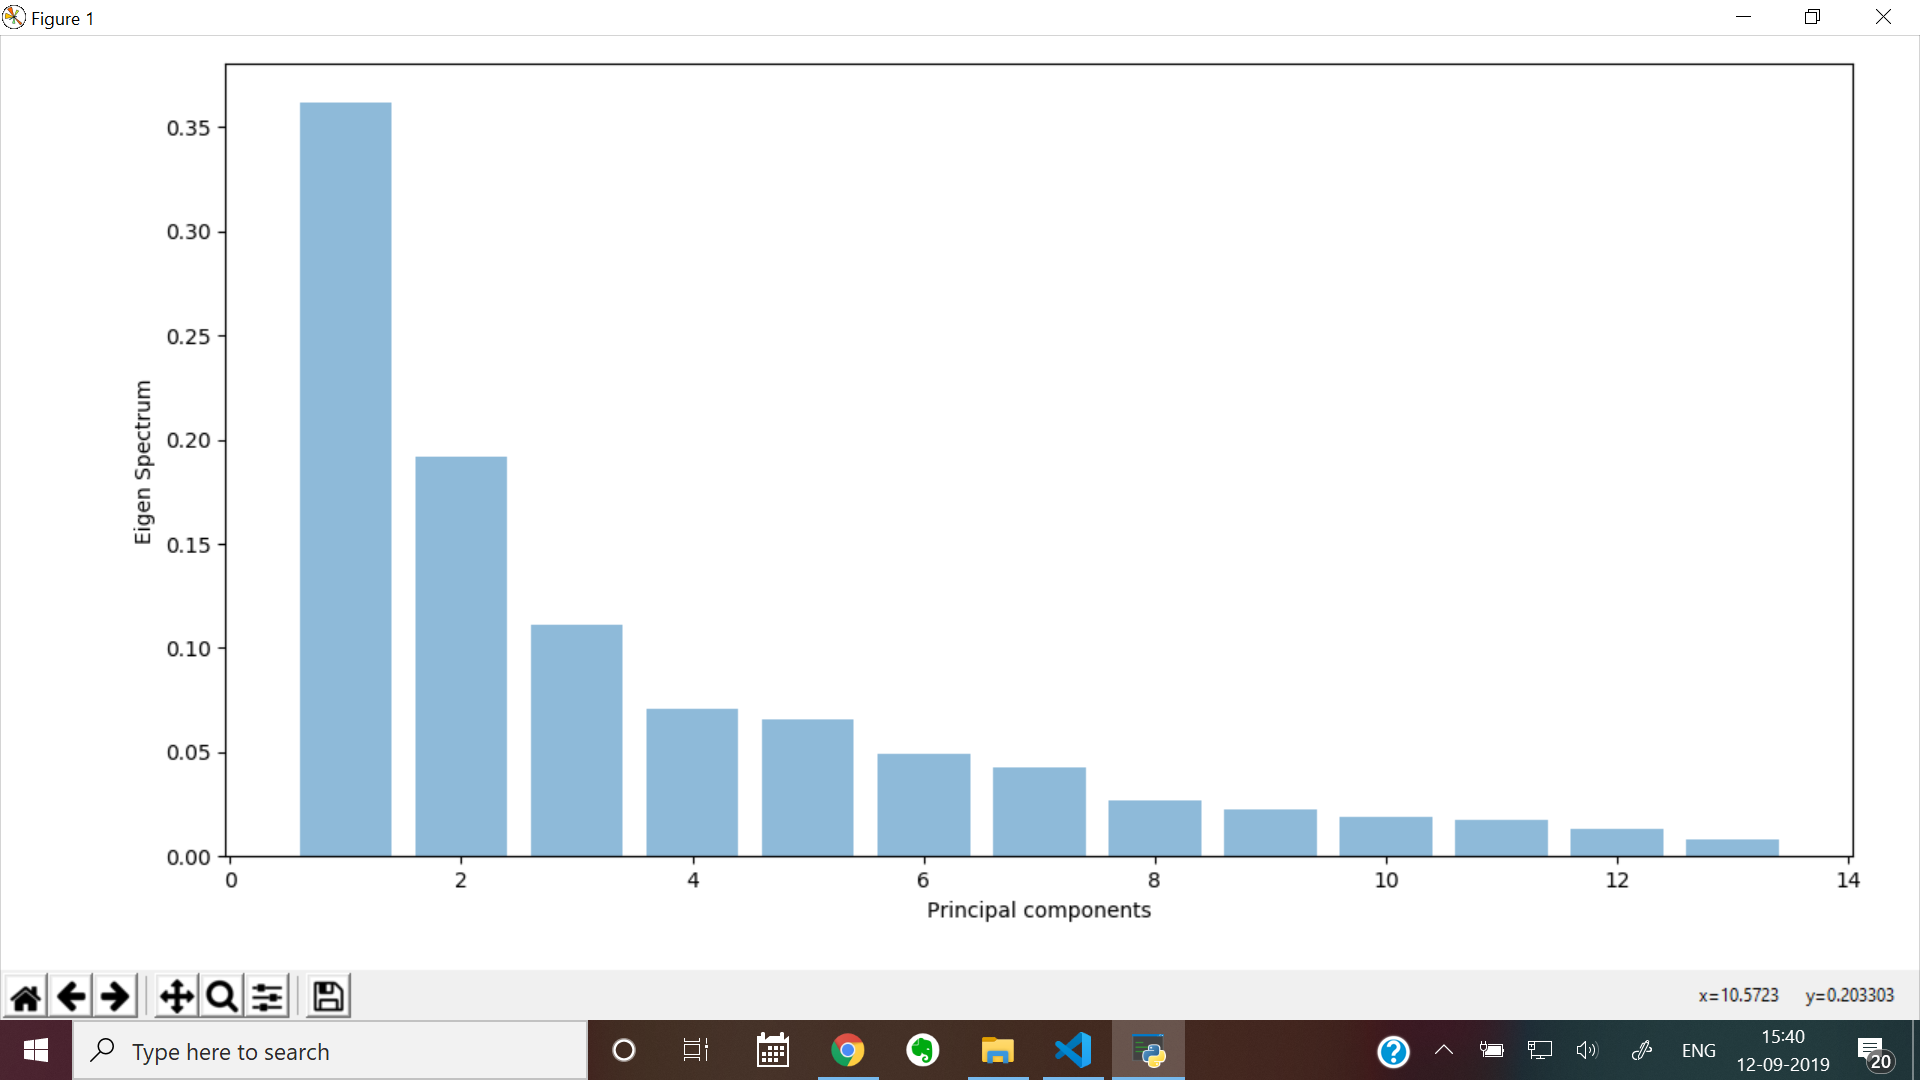 Figure 1
0.35
0.30
0.25
0.20
0.15
0.10
0.05
0.00
Eigen Spectrum
0 2 4 6 8 10 12 14
Principal components
x=10.5723 y=0.203303
Type here to search
ENG
15:40
12-09-2019
20